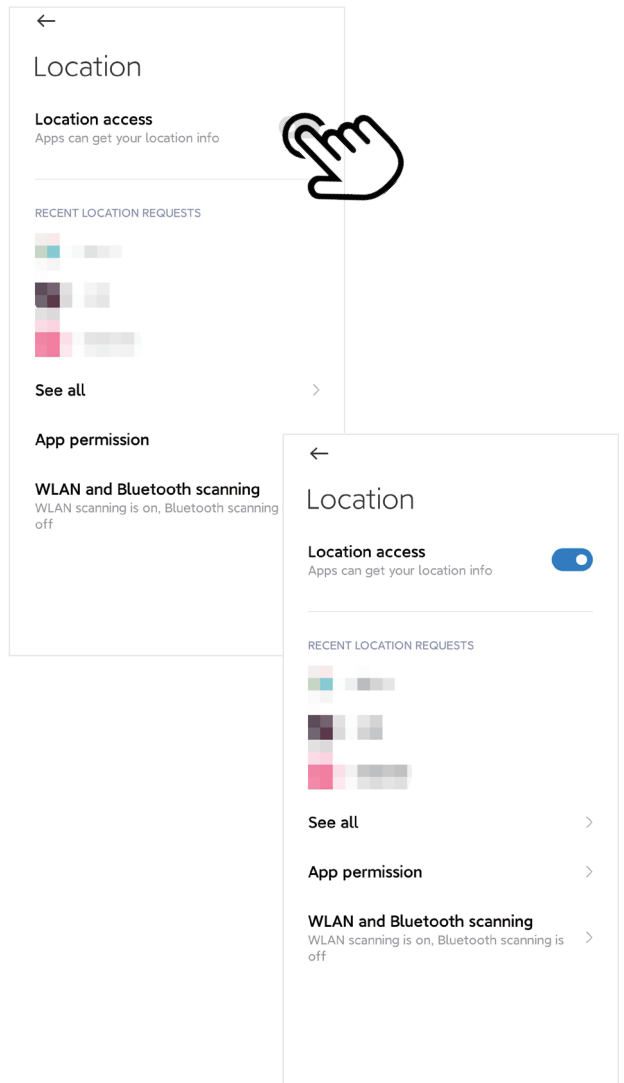 Location
Location access
Apps can get your location info
RECENT LOCATION REQUESTS
See all
App permission
WLAN and Bluetooth scanning
WLAN scanning is on, Bluetooth scanning
off
Location
Location access
Apps can get your location info
RECENT LOCATION REQUESTS
See all
App permission
WLAN and Bluetooth scanning
WLAN scanning is on, Bluetooth scanning is
off